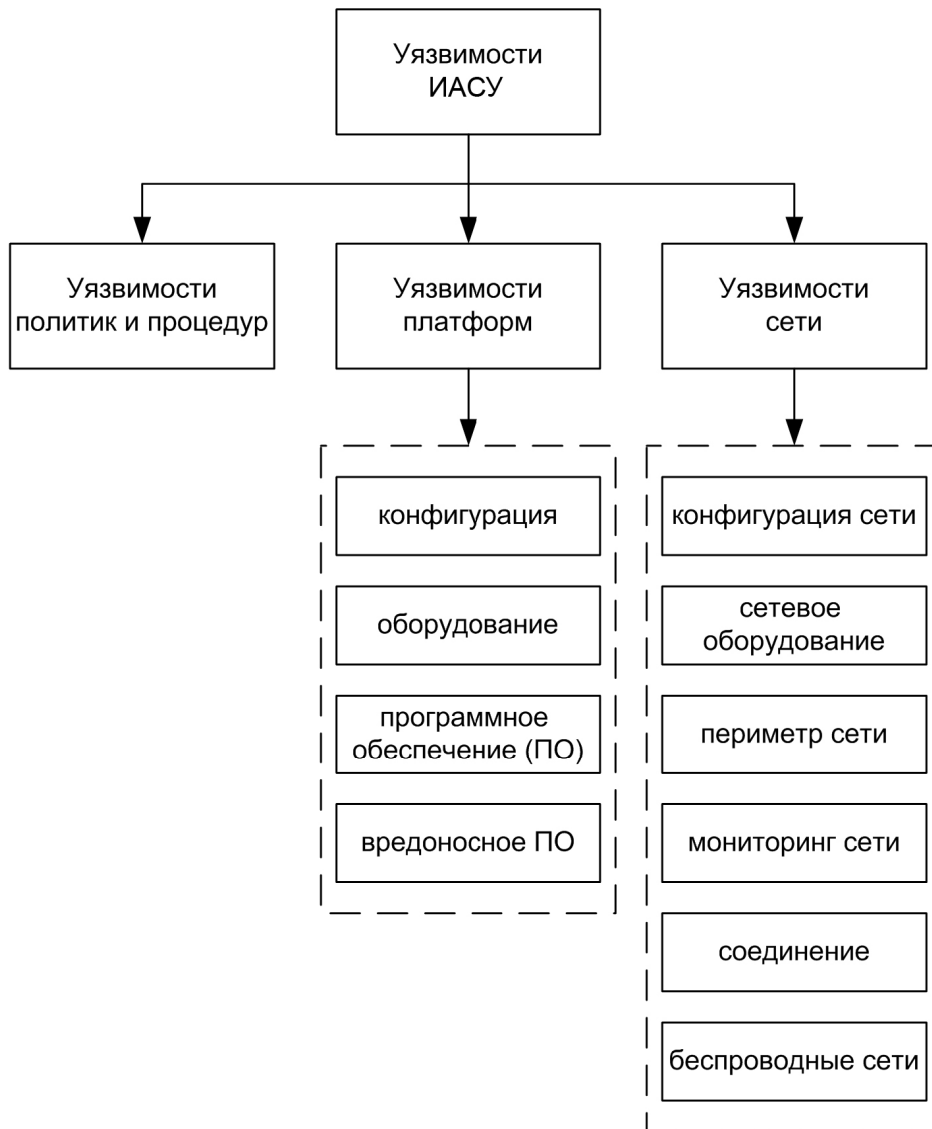 Уязвимости
ИАСУ
Уязвимости
политик и процедур
Уязвимости
платформ
Уязвимости
сети
конфигурация
оборудование
программное
обеспечение (ПО)
вредоносное ПО
конфигурация сети
сетевое
оборудование
периметр сети
мониторинг сети
соединение
беспроводные сети